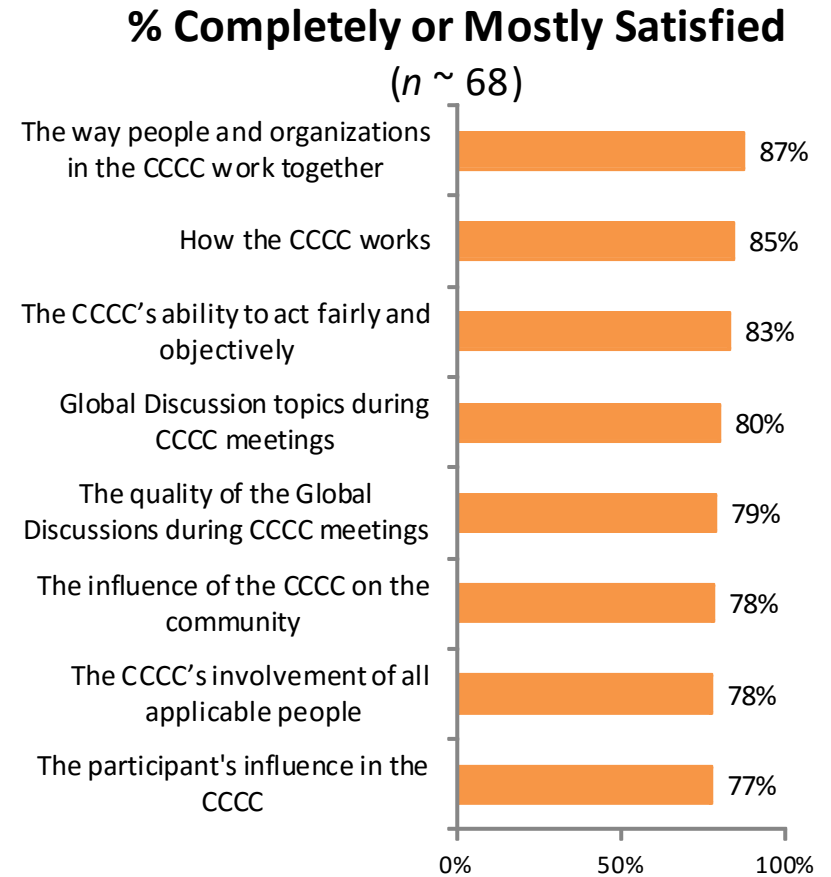 % Completely or Mostly Satisfied
(n ~ 68)
The way people and organizations
in the CCCC work together
87%
How the CCCC works
85%
The CCCC’s ability to act fairly and
objectively
83%
Global Discussion topics during
CCCC meetings
80%
The quality of the Global
Discussions during CCCC meetings
79%
The influence of the CCCC on the
community
78%
The CCCC’s involvement of all
applicable people
78%
The participant's influence in the
CCCC
77%
0%
50%
100%